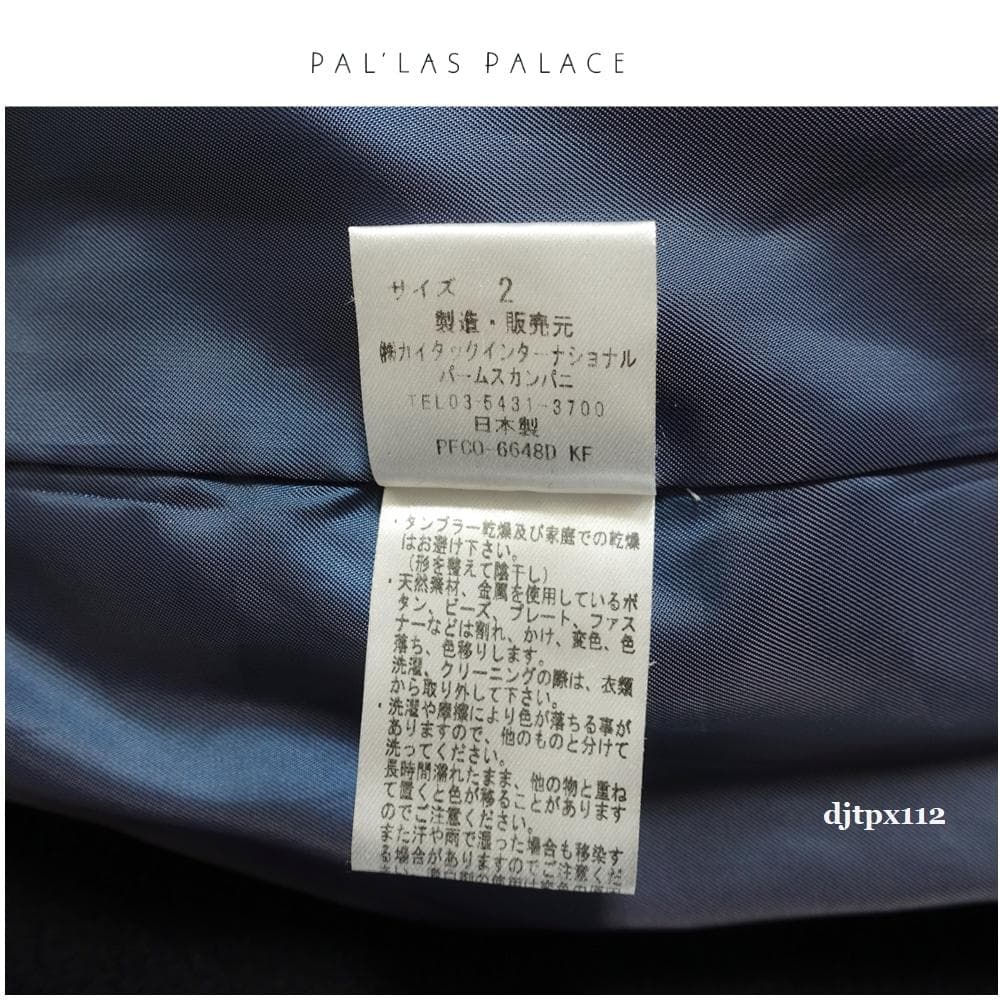 PAL'LAS PALACE
サイズ 2
製造・販売元
㈱カイタックインターナショナル
パームスカンパニ
TEL03-5431-3700
日本製
PFCO-6648D KF
・タンブラー乾燥及び家庭での乾燥
はお避け下さい。
(形を整えて陰干し)
・天然素材、金属を使用しているボ
タン、ビーズ、プレート、ファス
ナーなどは割れ、かけ、変色、色
落ち、色移りします。
洗濯、クリーニングの際は、衣類
から取り外して下さい。
・洗濯や摩擦により色が落ちる事が
ありますので、他のものと分けて
洗ってください。
長時間濡れたまま、他の物と重ね
て置くと色が移ることがあります
のでご注意ください。
また汗や雨で湿った場合も移染す
る場合がありますのでご注意くだ
djtpx112